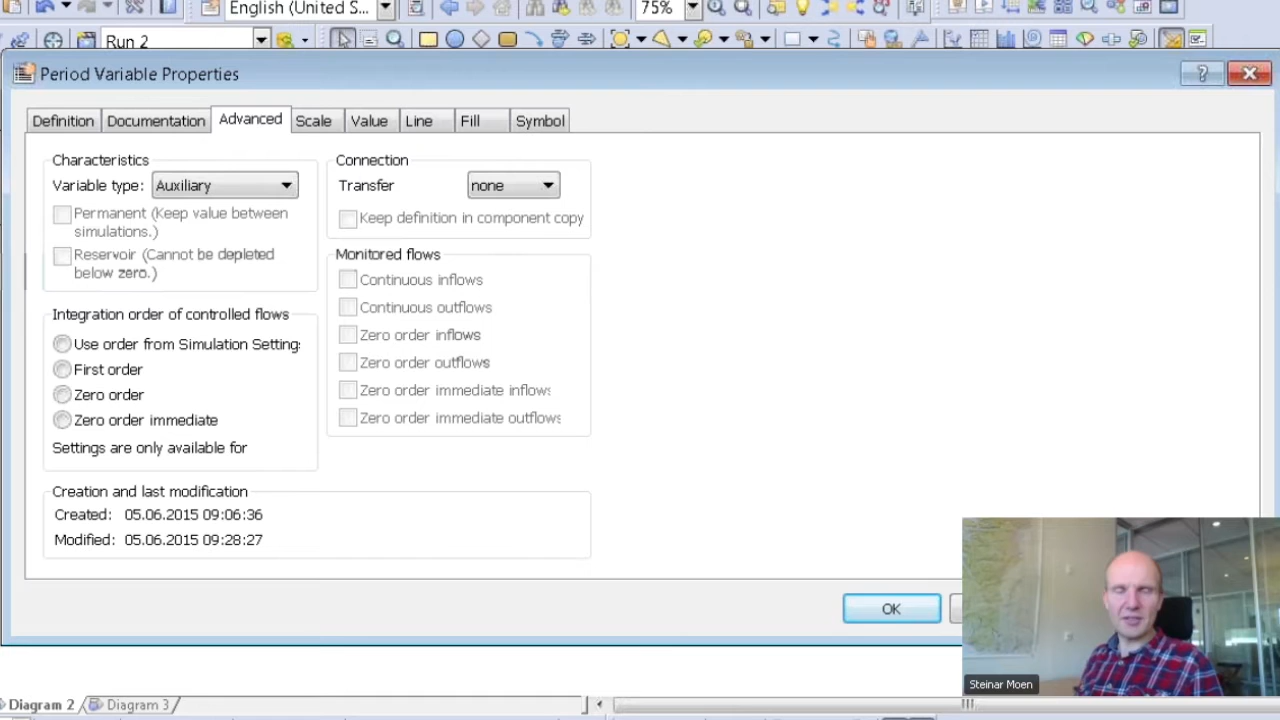 English (United S...
75%
Run 2
Period Variable Properties
?
Definition
Documentation
Advanced
Scale
Value
Line
Fill
Symbol
Characteristics
Variable type:
Auxiliary
Permanent (Keep value between
simulations.)
Reservoir (Cannot be depleted
below zero.)
Integration order of controlled flows
Use order from Simulation Setting:
First order
Zero order
Zero order immediate
Settings are only available for
Connection
Transfer
none
Keep definition in component copy
Monitored flows
Continuous inflows
Continuous outflows
Zero order inflows
Zero order outflows
Zero order immediate inflows
Zero order immediate outflows
Creation and last modification
Created: 05.06.2015 09:06:36
Modified: 05.06.2015 09:28:27
OK
Steinar Moen
Diagram 2
Diagram 3